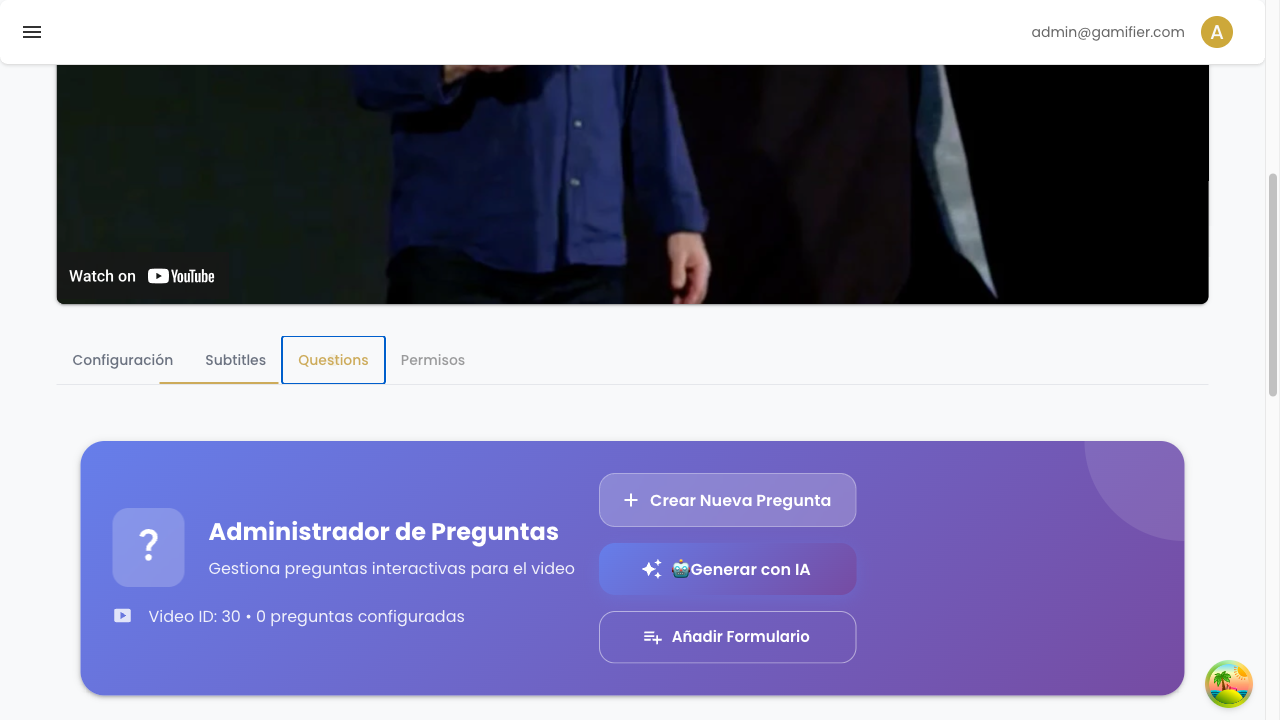 admin@gamifier.com
A
Watch on YouTube
Configuración
Subtitles
Questions
Permisos
?
Administrador de Preguntas
Gestiona preguntas interactivas para el video
Video ID: 30 • 0 preguntas configuradas
Crear Nueva Pregunta
🤖Generar con IA
Añadir Formulario